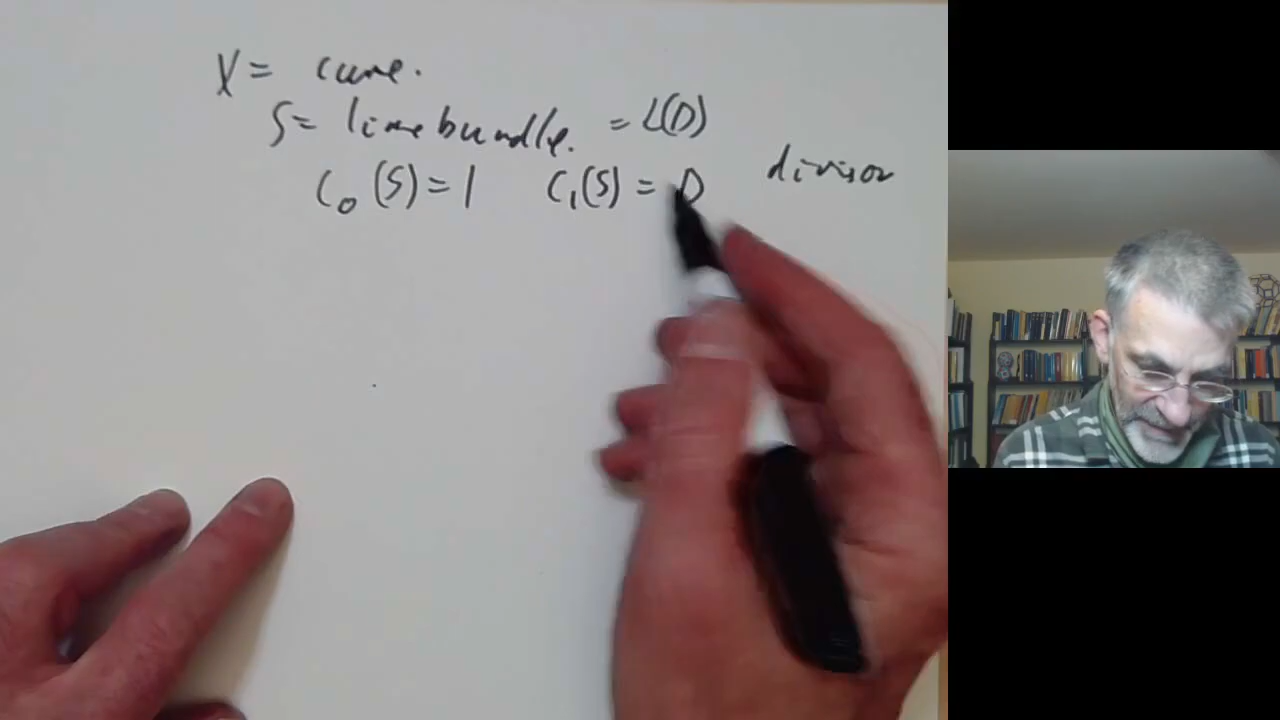 X = curve.
S = line bundle. = L(D)
C₀(S) = 1 C₁(S) = D divisor